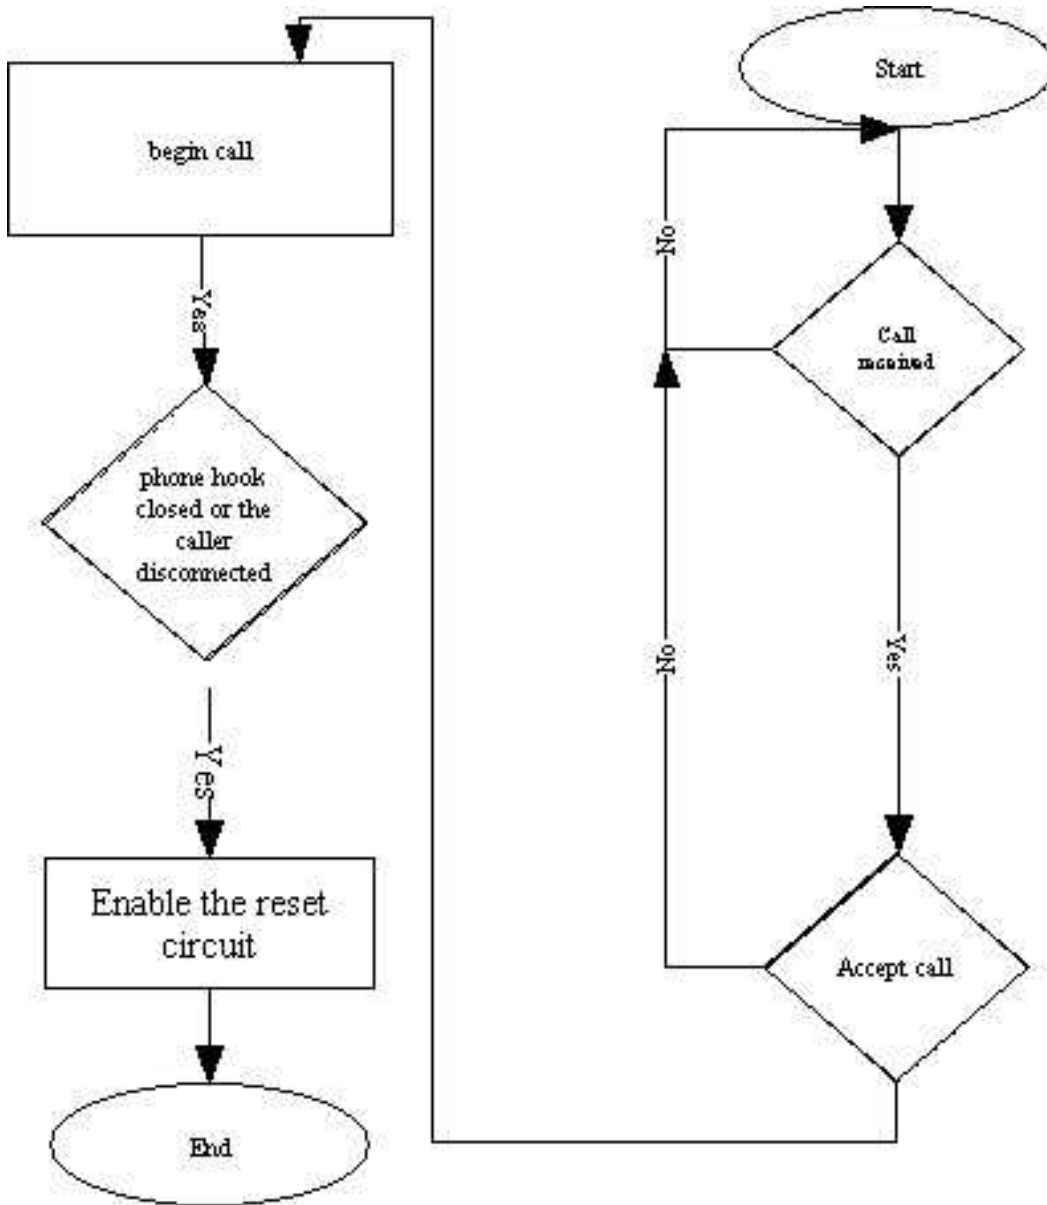 Start
No
Call
received
No
Yes
Accept call
begin call
Yes
phone hook
closed or the
caller
disconnected
Yes
Enable the reset
circuit
End